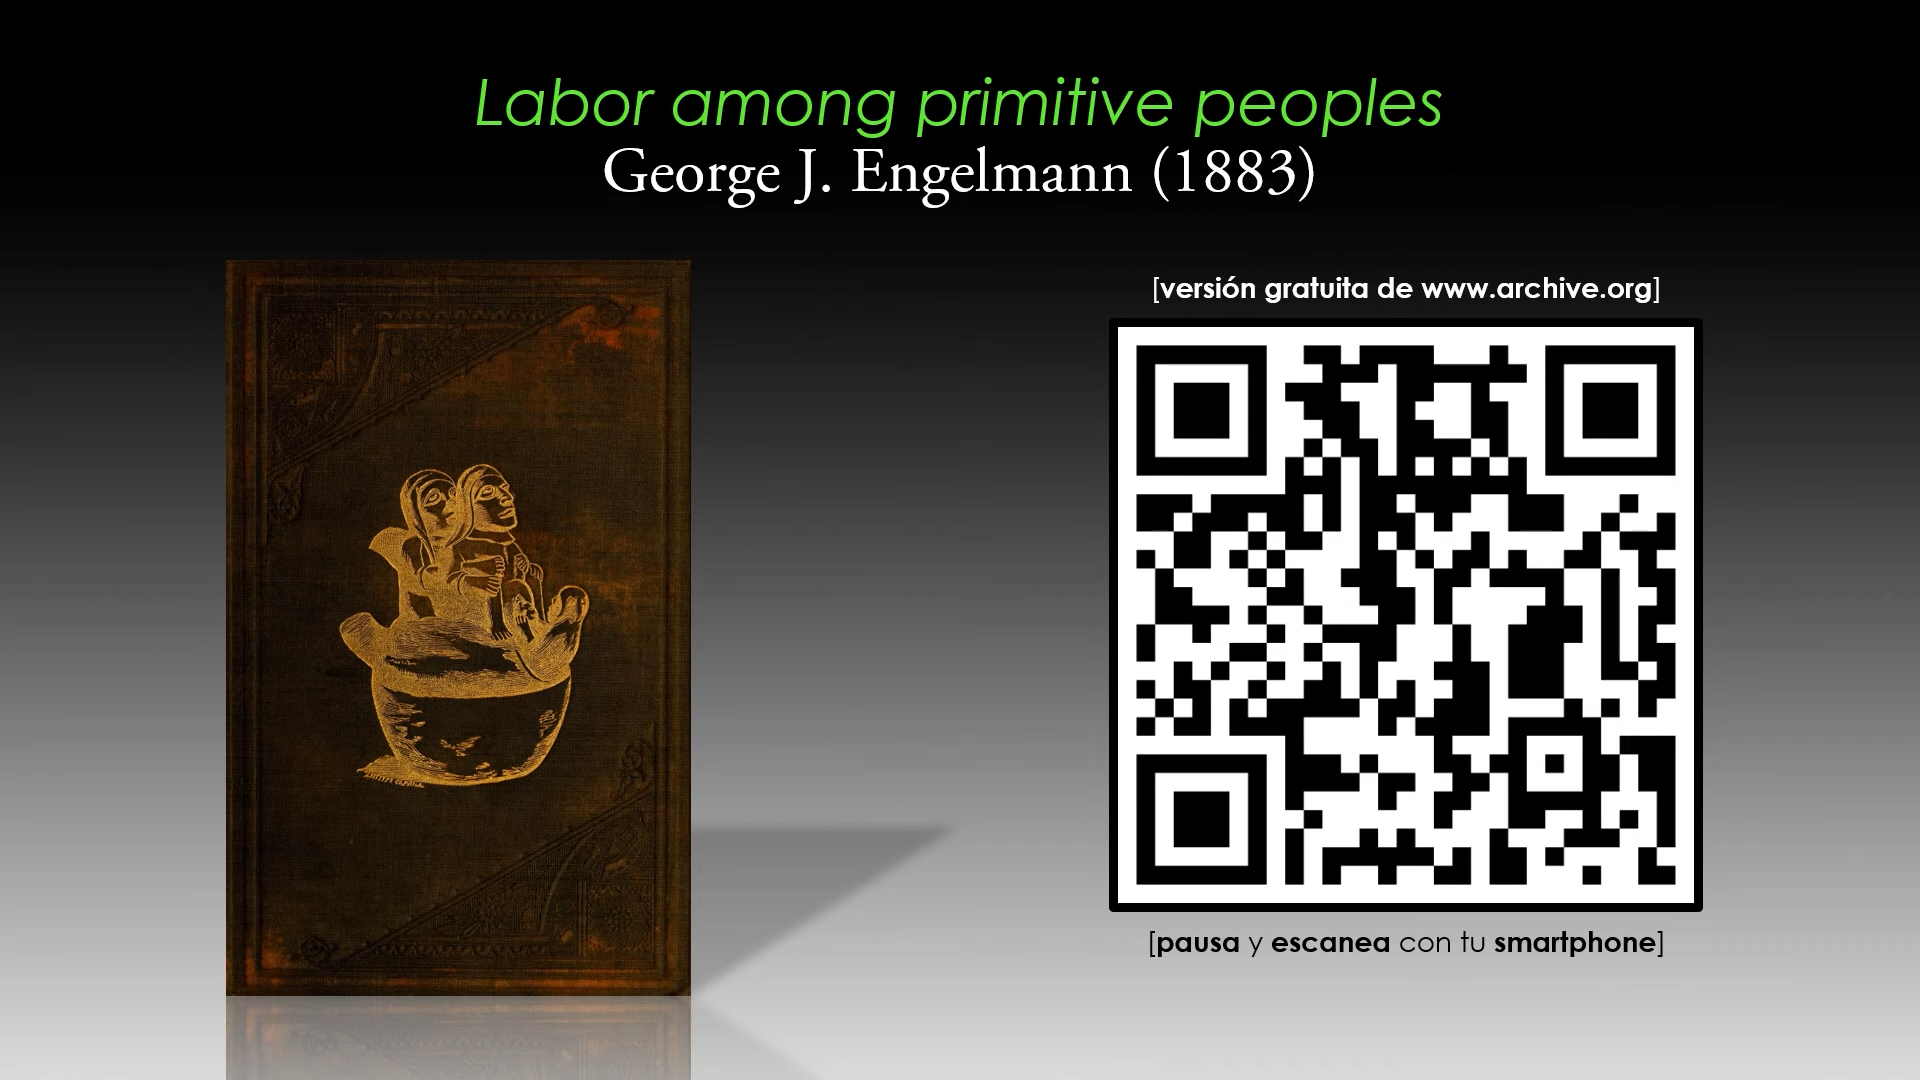 Labor among primitive peoples
George J. Engelmann (1883)
[versión gratuita de www.archive.org]
[pausa y escanea con tu smartphone]